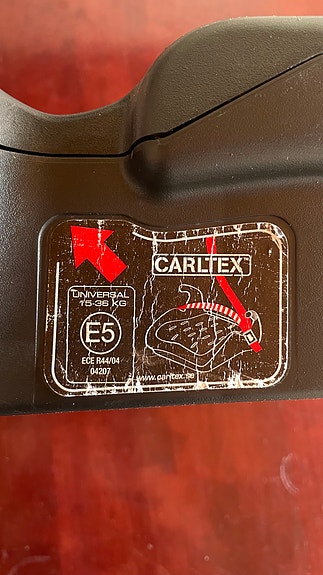 CARLTEX
UNIVERSAL
15-36 KG
E5
ECE R44/04
04207
www.carltex.se